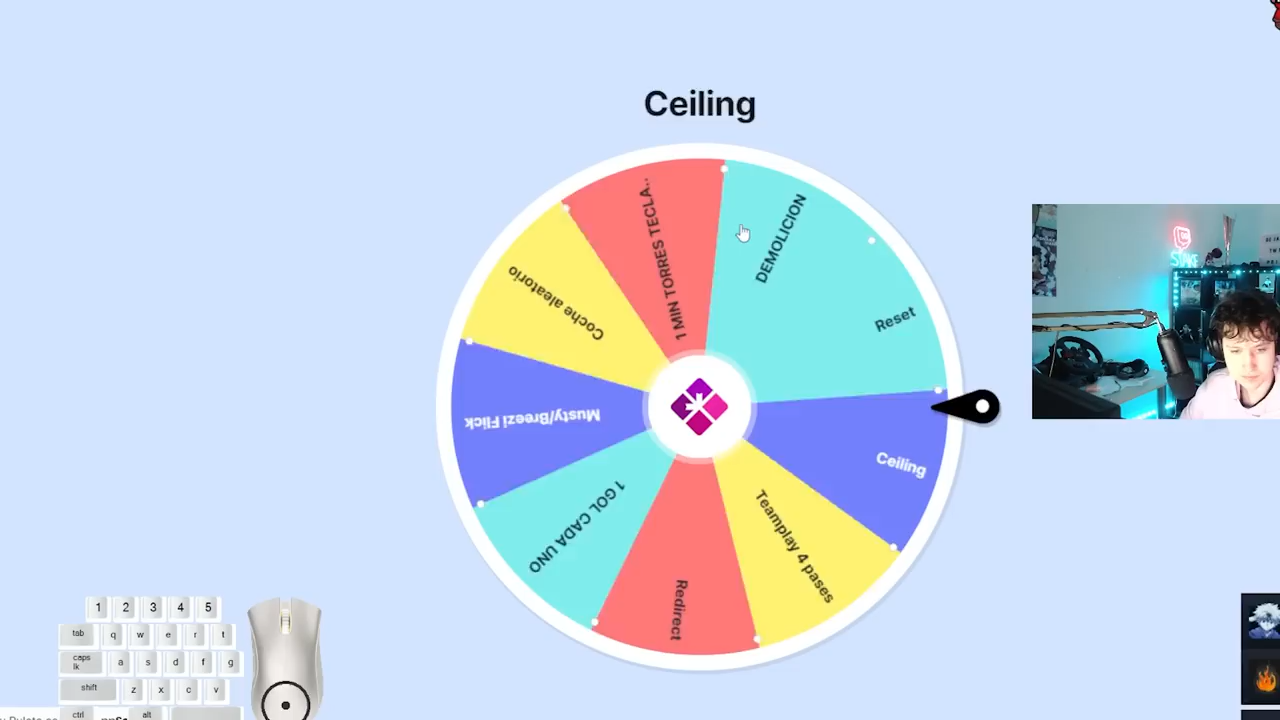 Ceiling
1 MIN TORRES TECLA..
DEMOLICION
Reset
Ceiling
Teamplay 4 pases
Redirect
1 GOL CADA UNO
Musty/Breezi Flick
Coche aleatorio
1 2 3 4 5
tab q w e r t
caps lk a s d f g
shift z x c v
ctrl alt